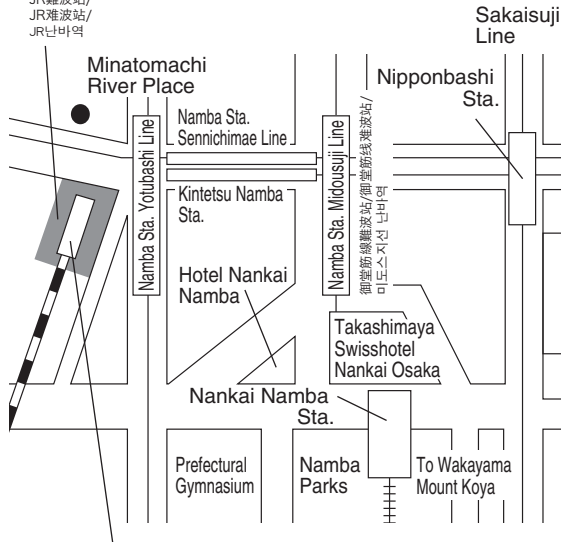 JR難波站/
JR难波站/
JR난바역
Sakaisuji
Line
Minatomachi
River Place
Nipponbashi
Sta.
Namba Sta.
Sennichimae Line
Namba Sta. Yotubashi Line
Namba Sta. Midousuji Line
御堂筋線難波站/御堂筋线难波站/
미도스지선 난바역
Kintetsu Namba
Sta.
Hotel Nankai
Namba
Takashimaya
Swisshotel
Nankai Osaka
Nankai Namba
Sta.
Prefectural
Gymnasium
Namba
Parks
To Wakayama
Mount Koya